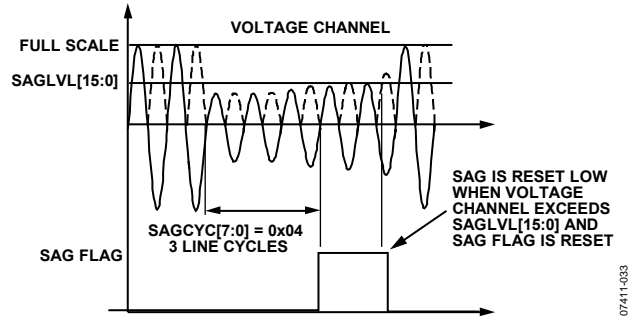 VOLTAGE CHANNEL
FULL SCALE
SAGLVL[15:0]
SAG IS RESET LOW
WHEN VOLTAGE
CHANNEL EXCEEDS
SAGLVL[15:0] AND
SAG FLAG IS RESET
SAGCYC[7:0] = 0x04
3 LINE CYCLES
SAG FLAG
07411-033